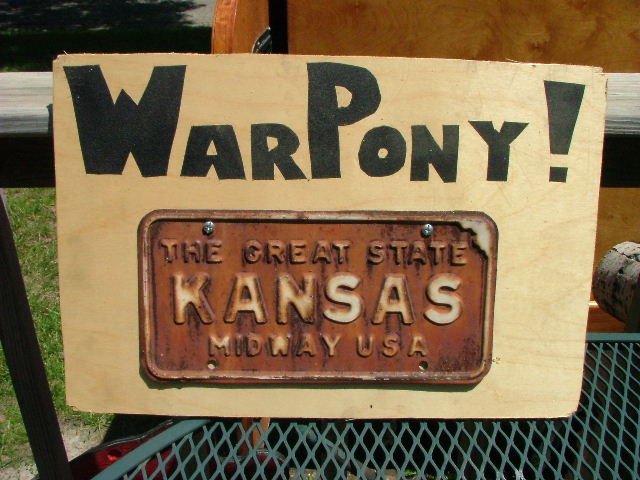 WarPony!
THE GREAT STATE
KANSAS
MIDWAY USA